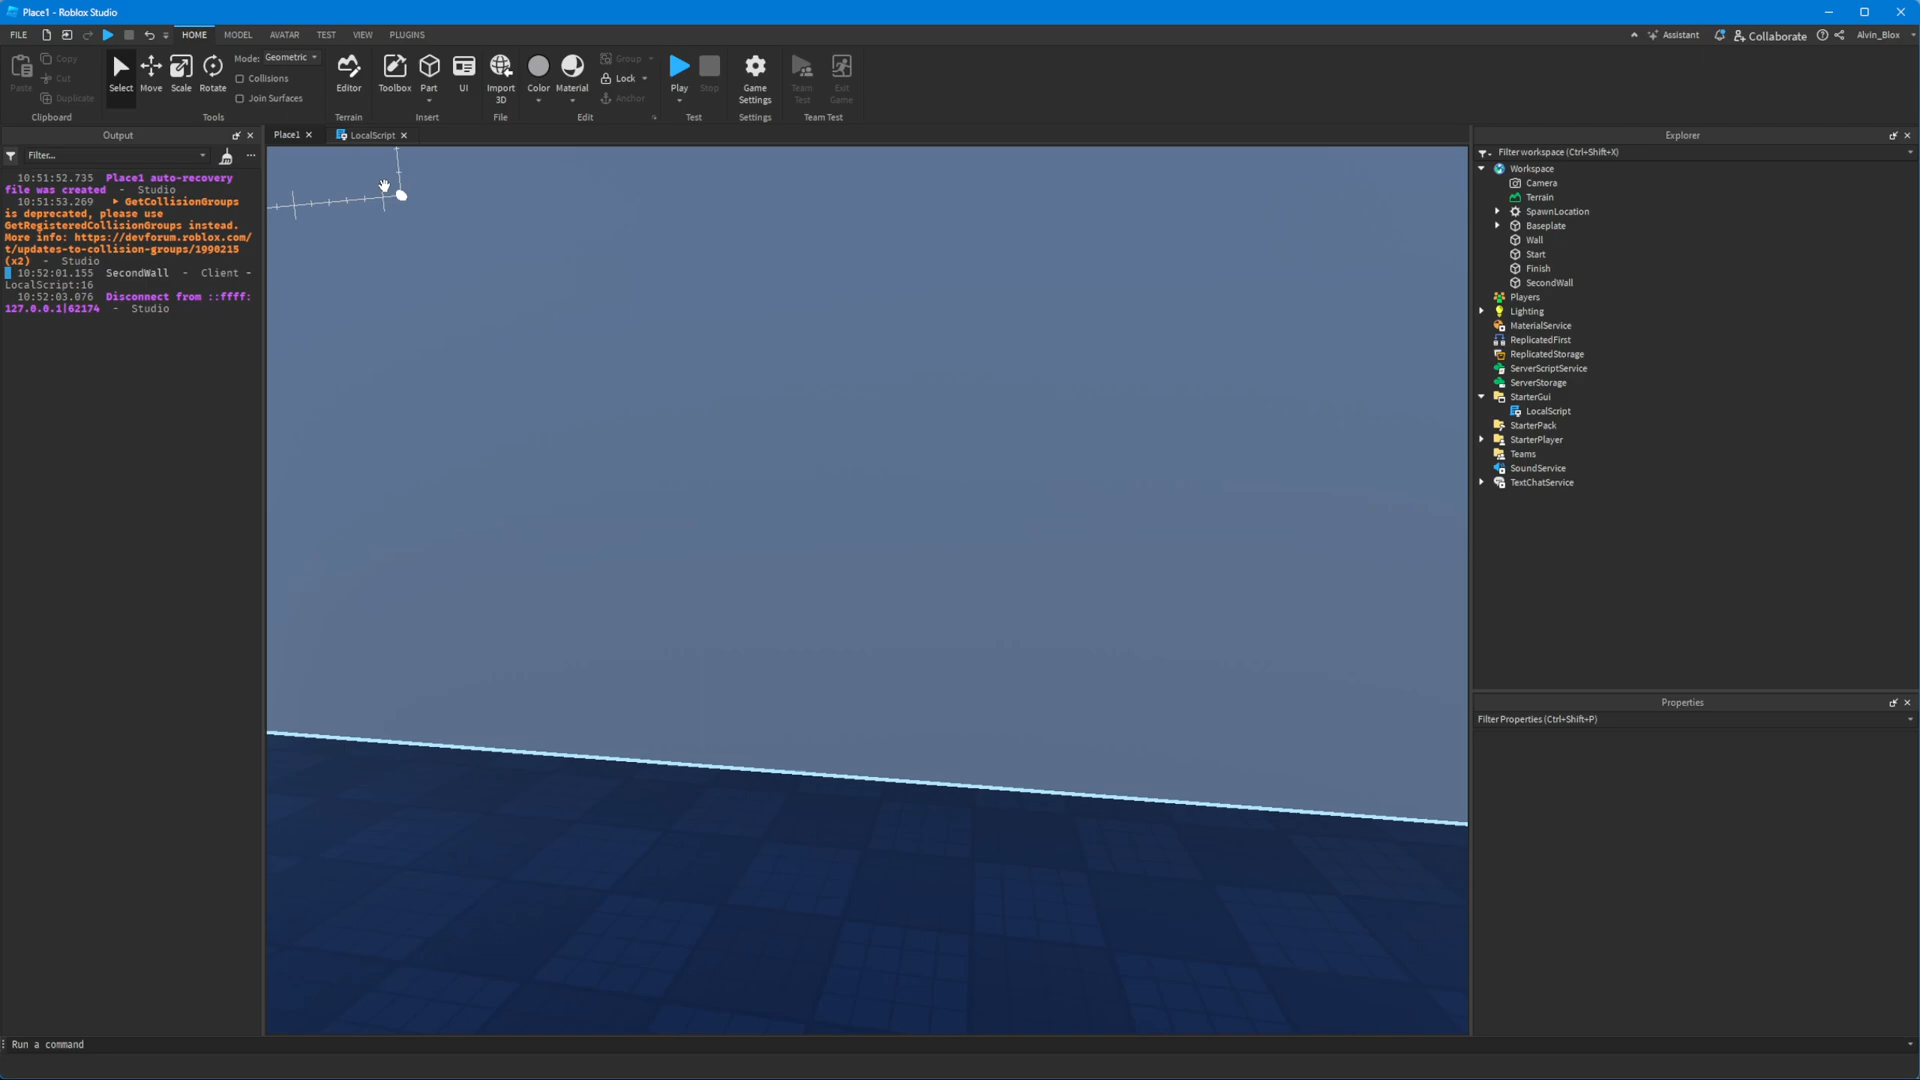 Place1 - Roblox Studio
FILE
HOME
MODEL
AVATAR
TEST
VIEW
PLUGINS
Assistant
Collaborate
Alvin_Blox
Paste
Copy
Cut
Duplicate
Select
Move
Scale
Rotate
Mode: Geometric
Collisions
Join Surfaces
Editor
Toolbox
Part
UI
Import
3D
Color
Material
Group
Lock
Anchor
Play
Stop
Game
Settings
Team
Test
Exit
Game
Clipboard
Tools
Terrain
Insert
File
Edit
Test
Settings
Team Test
Output
Place1
LocalScript
Explorer
Filter...
10:51:52.735 Place1 auto-recovery
file was created - Studio
10:51:53.269 GetCollisionGroups
is deprecated, please use
GetRegisteredCollisionGroups instead.
More info: https://devforum.roblox.com/
t/updates-to-collision-groups/1990215
(x2) - Studio
10:52:01.155 SecondWall - Client -
LocalScript:16
10:52:03.076 Disconnect from ::ffff:
127.0.0.1|62174 - Studio
Filter workspace (Ctrl+Shift+X)
Workspace
Camera
Terrain
SpawnLocation
Baseplate
Wall
Start
Finish
SecondWall
Players
Lighting
MaterialService
ReplicatedFirst
ReplicatedStorage
ServerScriptService
ServerStorage
StarterGui
LocalScript
StarterPack
StarterPlayer
Teams
SoundService
TextChatService
Properties
Filter Properties (Ctrl+Shift+P)
Run a command